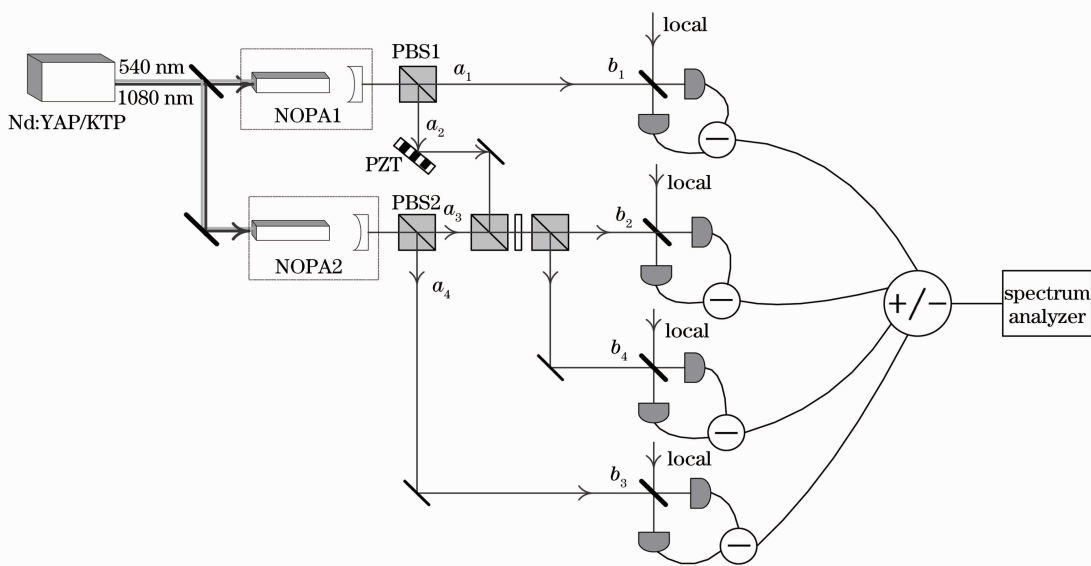 540 nm
1080 nm
Nd:YAP/KTP
NOPA1
PBS1
a₁
a₂
PZT
NOPA2
PBS2
a₃
a₄
local
b₁
−
local
b₂
−
local
b₄
−
local
b₃
−
+/−
spectrum
analyzer